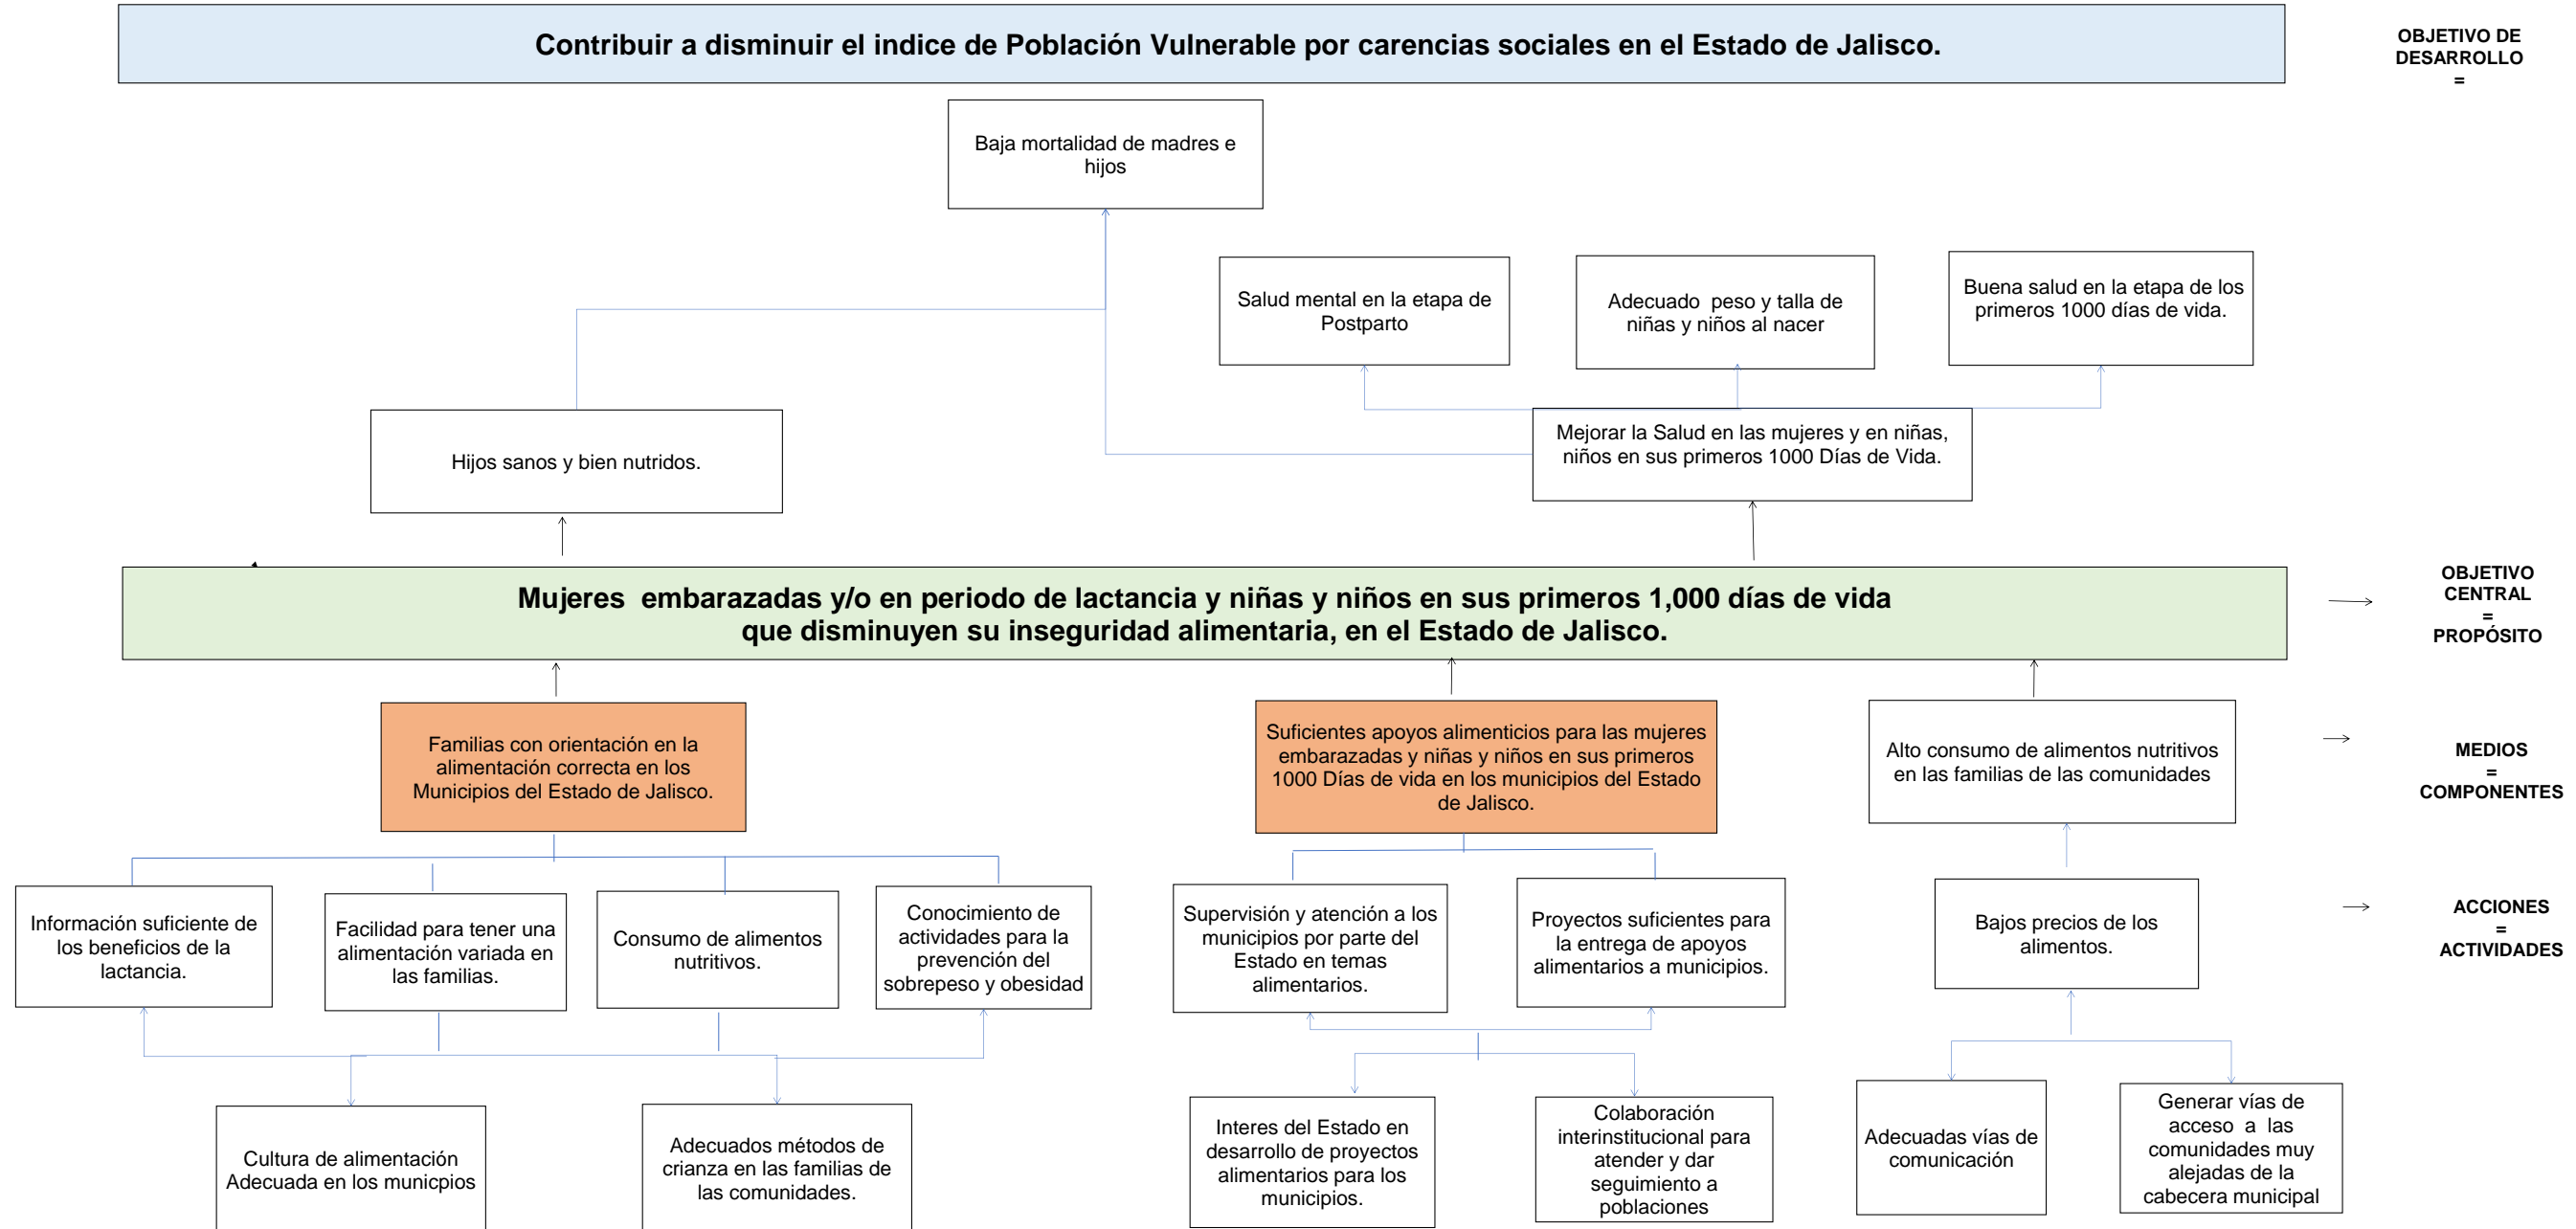 Contribuir a disminuir el indice de Población Vulnerable por carencias sociales en el Estado de Jalisco.
OBJETIVO DE
DESARROLLO
=
Baja mortalidad de madres e
hijos
Salud mental en la etapa de
Postparto
Adecuado peso y talla de
niñas y niños al nacer
Buena salud en la etapa de los
primeros 1000 días de vida.
Hijos sanos y bien nutridos.
Mejorar la Salud en las mujeres y en niñas,
niños en sus primeros 1000 Días de Vida.
Mujeres embarazadas y/o en periodo de lactancia y niñas y niños en sus primeros 1,000 días de vida
que disminuyen su inseguridad alimentaria, en el Estado de Jalisco.
OBJETIVO
CENTRAL
=
PROPÓSITO
Familias con orientación en la
alimentación correcta en los
Municipios del Estado de Jalisco.
Suficientes apoyos alimenticios para las mujeres
embarazadas y niñas y niños en sus primeros
1000 Días de vida en los municipios del Estado
de Jalisco.
Alto consumo de alimentos nutritivos
en las familias de las comunidades
MEDIOS
=
COMPONENTES
Información suficiente de
los beneficios de la
lactancia.
Facilidad para tener una
alimentación variada en
las familias.
Consumo de alimentos
nutritivos.
Conocimiento de
actividades para la
prevención del
sobrepeso y obesidad
Supervisión y atención a los
municipios por parte del
Estado en temas
alimentarios.
Proyectos suficientes para
la entrega de apoyos
alimentarios a municipios.
Bajos precios de los
alimentos.
ACCIONES
=
ACTIVIDADES
Cultura de alimentación
Adecuada en los municpios
Adecuados métodos de
crianza en las familias de
las comunidades.
Interes del Estado en
desarrollo de proyectos
alimentarios para los
municipios.
Colaboración
interinstitucional para
atender y dar
seguimiento a
poblaciones
Adecuadas vías de
comunicación
Generar vías de
acceso a las
comunidades muy
alejadas de la
cabecera municipal